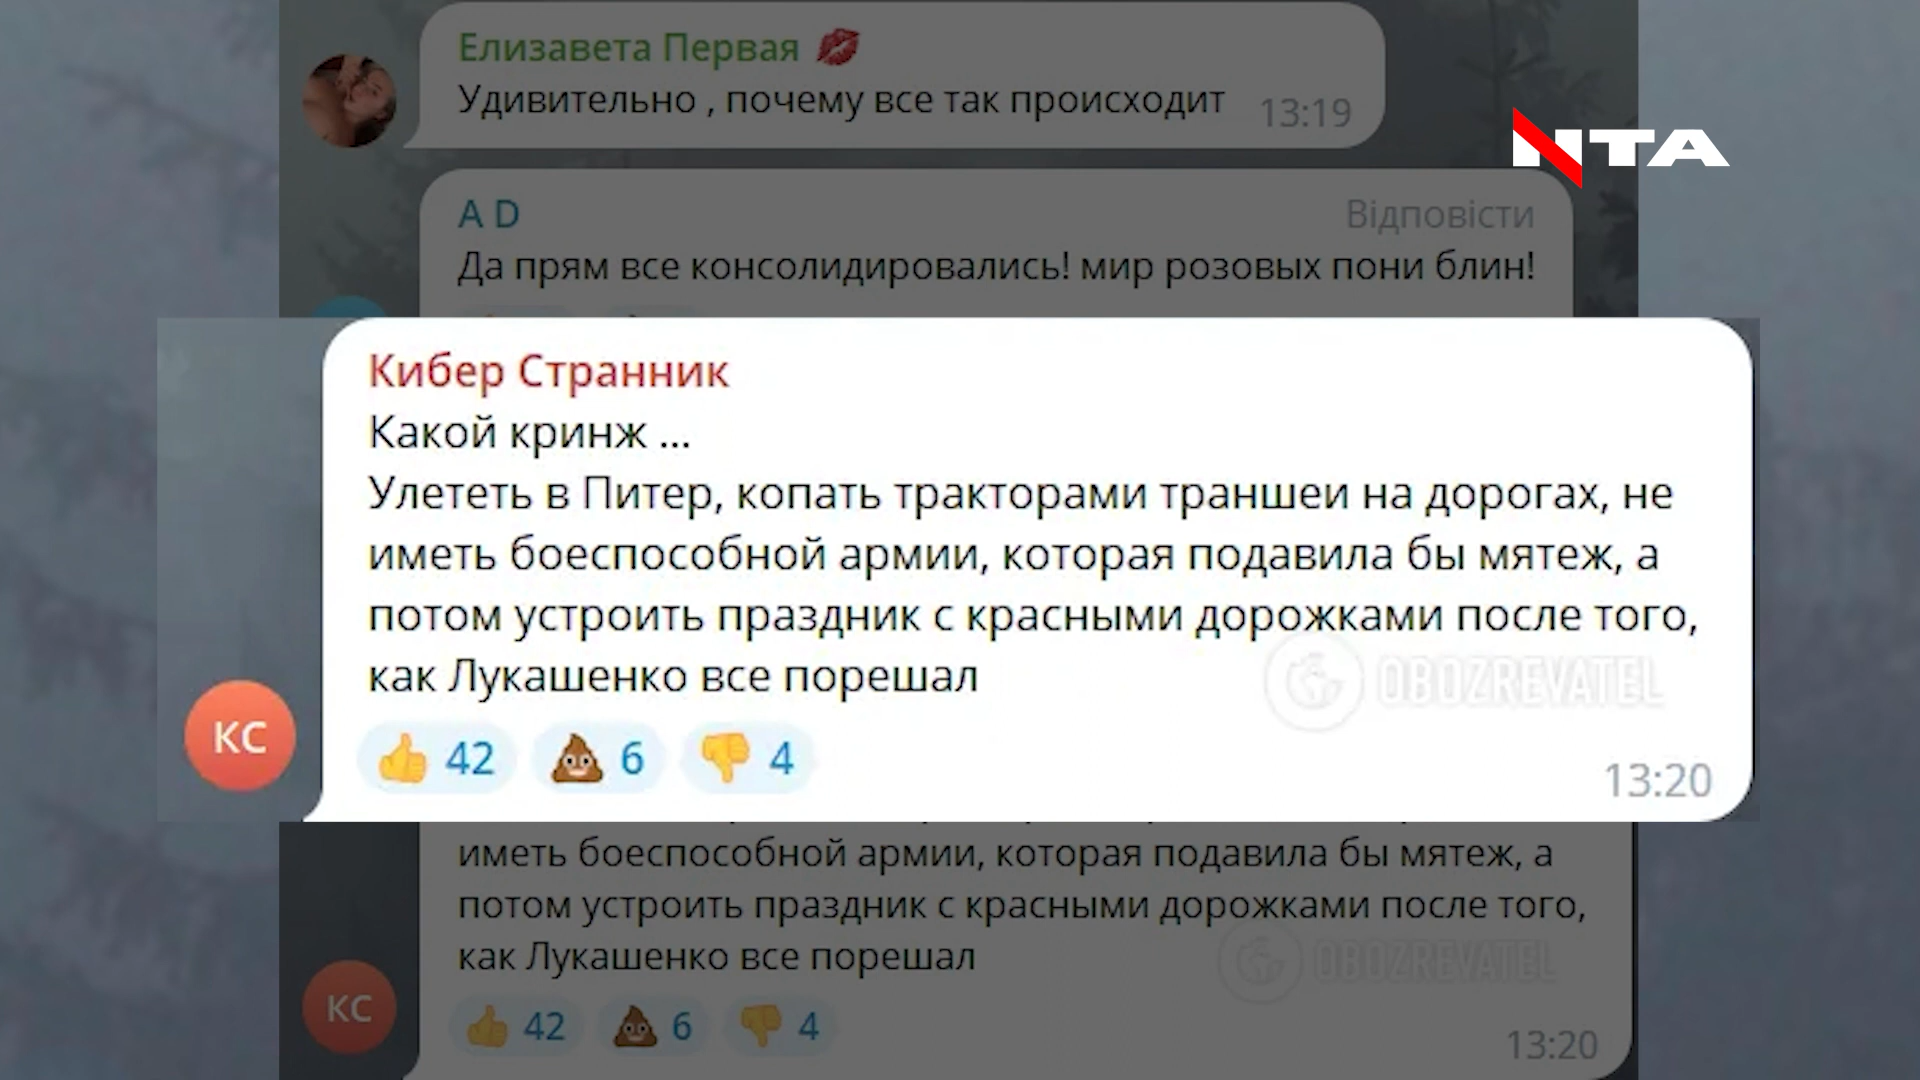 Елизавета Первая 💋
Удивительно , почему все так происходит 13:19
NTA
A D Відповісти
Да прям все консолидировались! мир розовых пони блин!
Кибер Странник
Какой кринж ...
Улететь в Питер, копать тракторами траншеи на дорогах, не
иметь боеспособной армии, которая подавила бы мятеж, а
потом устроить праздник с красными дорожками после того,
как Лукашенко все порешал
OBOZREVATEL
КС
👍 42 💩 6 👎 4
13:20
иметь боеспособной армии, которая подавила бы мятеж, а
потом устроить праздник с красными дорожками после того,
как Лукашенко все порешал
OBOZREVATEL
КС
👍 42 💩 6 👎 4
13:20